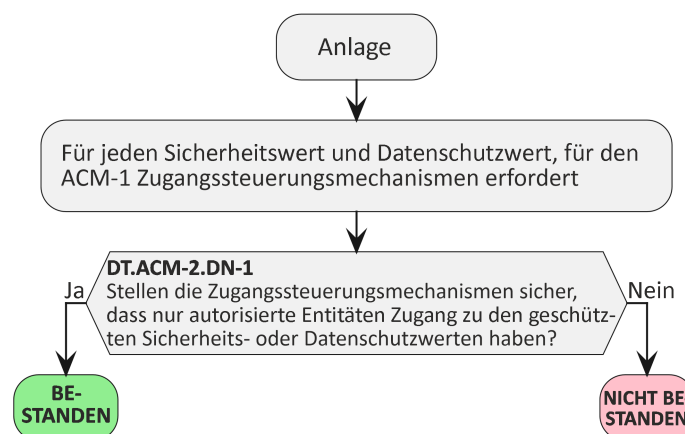 Anlage
Für jeden Sicherheitswert und Datenschutzwert, für den
ACM-1 Zugangssteuerungsmechanismen erfordert
DT.ACM-2.DN-1
Stellen die Zugangssteuerungsmechanismen sicher,
dass nur autorisierte Entitäten Zugang zu den geschütz-
ten Sicherheits- oder Datenschutzwerten haben?
Ja
Nein
BE-
STANDEN
NICHT BE-
STANDEN